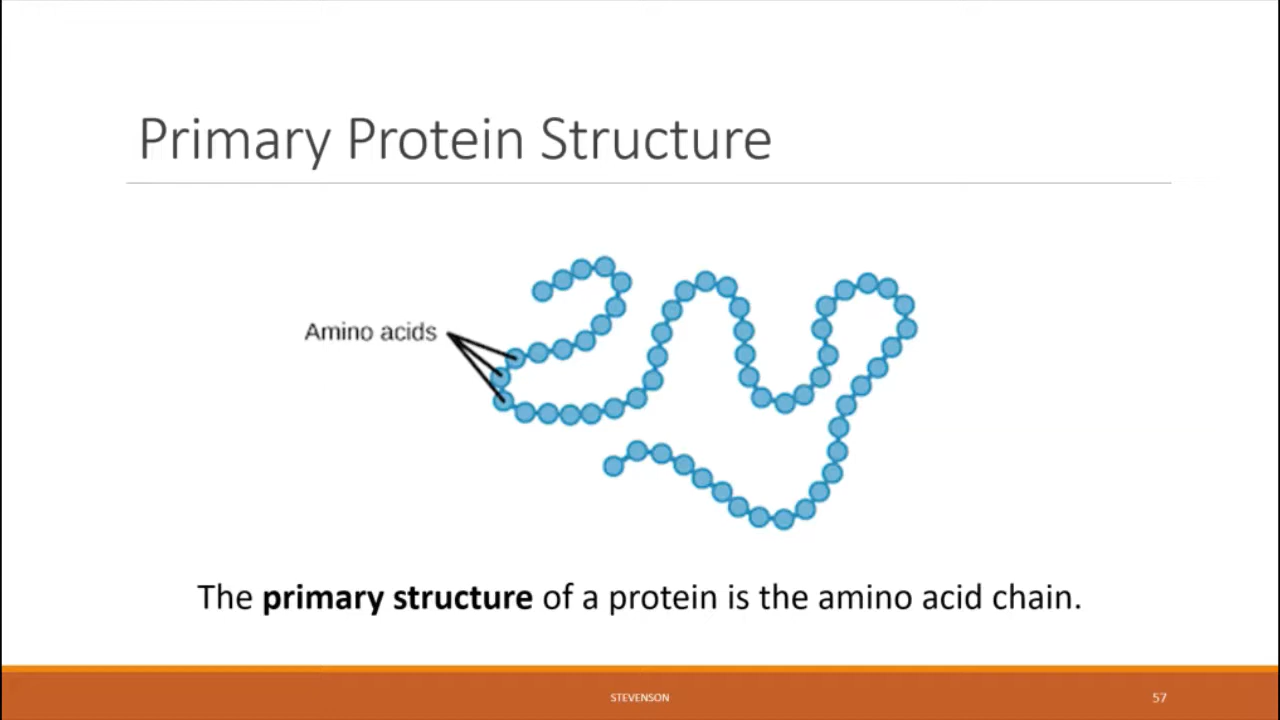 Primary Protein Structure
Amino acids
The primary structure of a protein is the amino acid chain.
STEVENSON
57